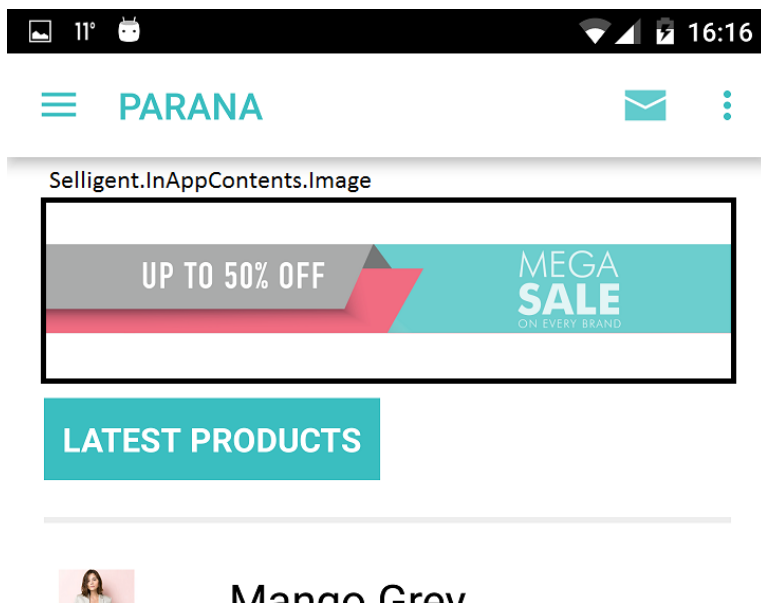 11° 16:16
PARANA
Selligent.InAppContents.Image
UP TO 50% OFF
MEGA
SALE
ON EVERY BRAND
LATEST PRODUCTS
Mango Grey